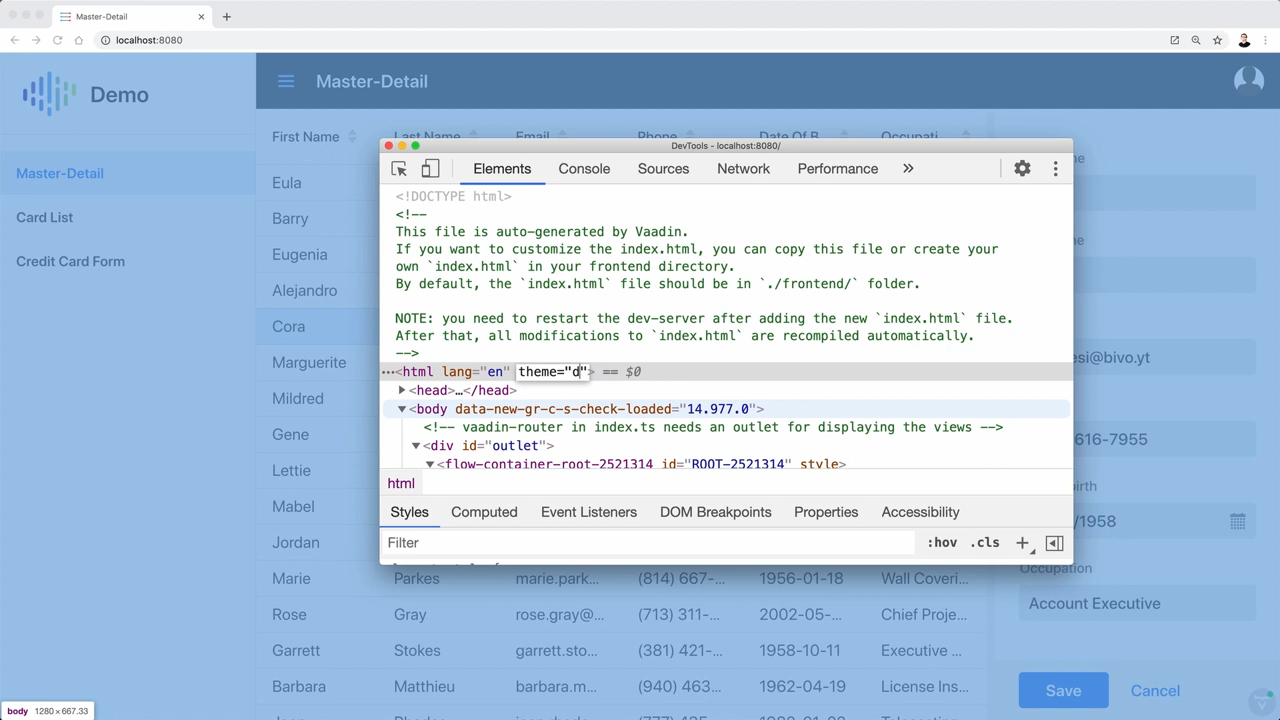 Master-Detail
localhost:8080
Demo
Master-Detail
Master-Detail
Card List
Credit Card Form
First Name
Last Name
Email
Phone
Date Of B
Occupati
Eula
Barry
Eugenia
Alejandro
Cora
Marguerite
Mildred
Gene
Lettie
Mabel
Jordan
DevTools - localhost:8080/
Elements Console Sources Network Performance »
<!DOCTYPE html>
<!--
This file is auto-generated by Vaadin.
If you want to customize the index.html, you can copy this file or create your
own `index.html` in your frontend directory.
By default, the `index.html` file should be in `./frontend/` folder.
NOTE: you need to restart the dev-server after adding the new `index.html` file.
After that, all modifications to `index.html` are recompiled automatically.
-->
…<html lang="en" theme="d"> == $0
<head>…</head>
<body data-new-gr-c-s-check-loaded="14.977.0">
<!-- vaadin-router in index.ts needs an outlet for displaying the views -->
<div id="outlet">
<flow-container-root-2521314 id="ROOT-2521314" style>
html
Styles Computed Event Listeners DOM Breakpoints Properties Accessibility
Filter
:hov .cls +
Marie Parkes marie.park... (814) 667-... 1956-01-18 Wall Coveri...
Rose Gray rose.gray@... (713) 311-... 2002-05-... Chief Proje...
Garrett Stokes garrett.sto... (381) 421-... 1958-10-11 Executive ...
Barbara Matthieu barbara.m... (940) 463... 1962-04-19 License Ins...
esi@bivo.yt
616-7955
birth
/1958
Occupation
Account Executive
Save Cancel
body 1280×667.33